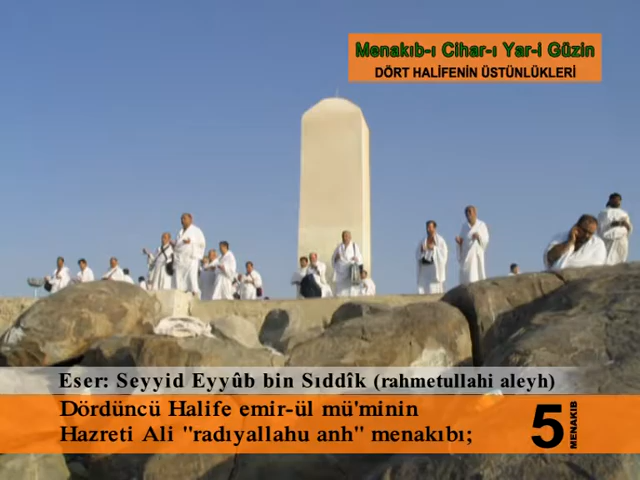 Menakıb-ı Cihar-ı Yar-i Güzin
DÖRT HALİFENİN ÜSTÜNLÜKLERİ
Eser: Seyyid Eyyûb bin Sıddîk (rahmetullahi aleyh)
Dördüncü Halife emir-ül mü'minin
Hazreti Ali "radıyallahu anh" menakıbı;
5
MENAKIB